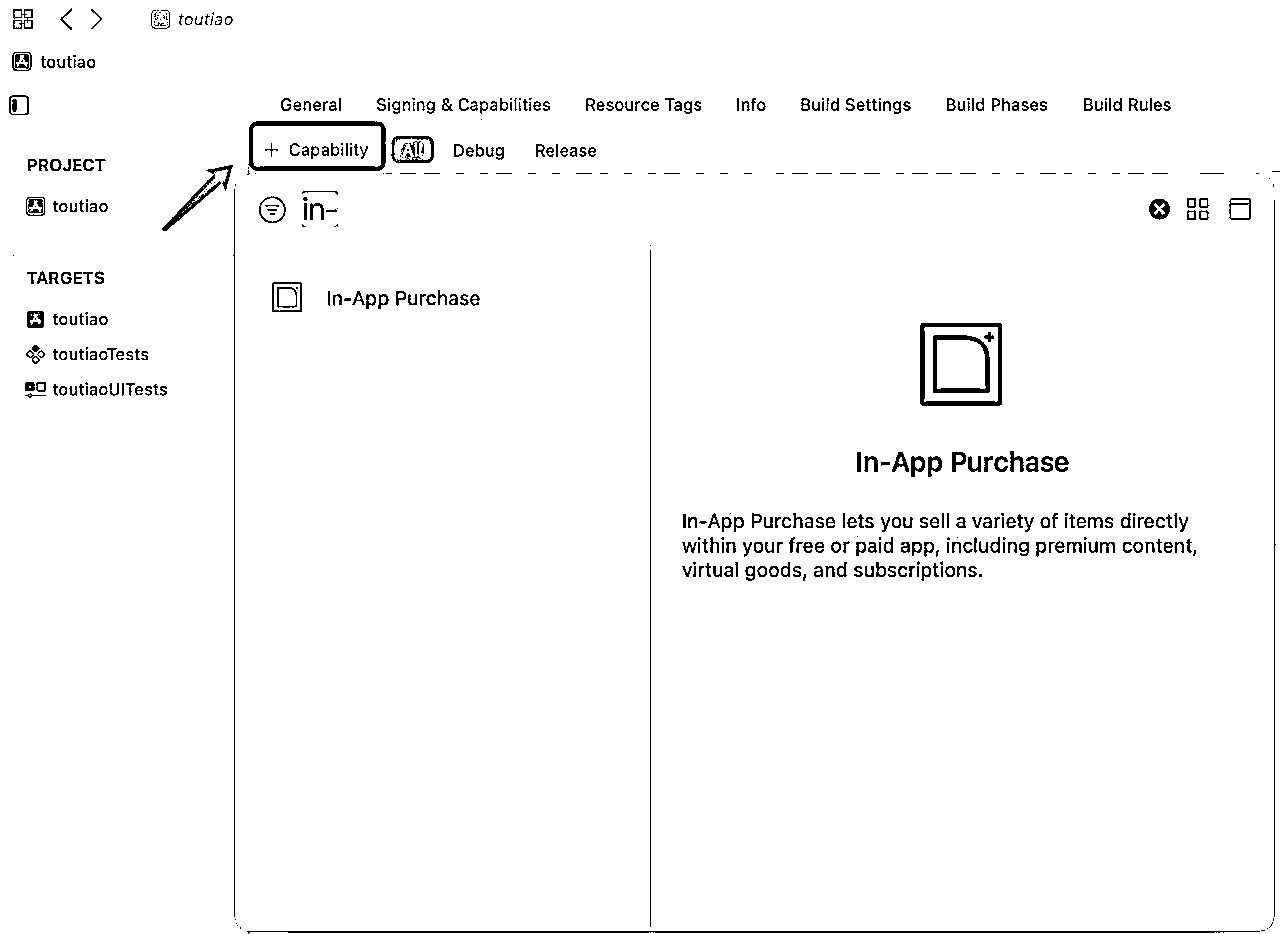 toutiao
toutiao
General Signing & Capabilities Resource Tags Info Build Settings Build Phases Build Rules
+ Capability All Debug Release
PROJECT
toutiao
in-
TARGETS
toutiao
toutiaoTests
toutiaoUITests
In-App Purchase
In-App Purchase
In-App Purchase lets you sell a variety of items directly
within your free or paid app, including premium content,
virtual goods, and subscriptions.